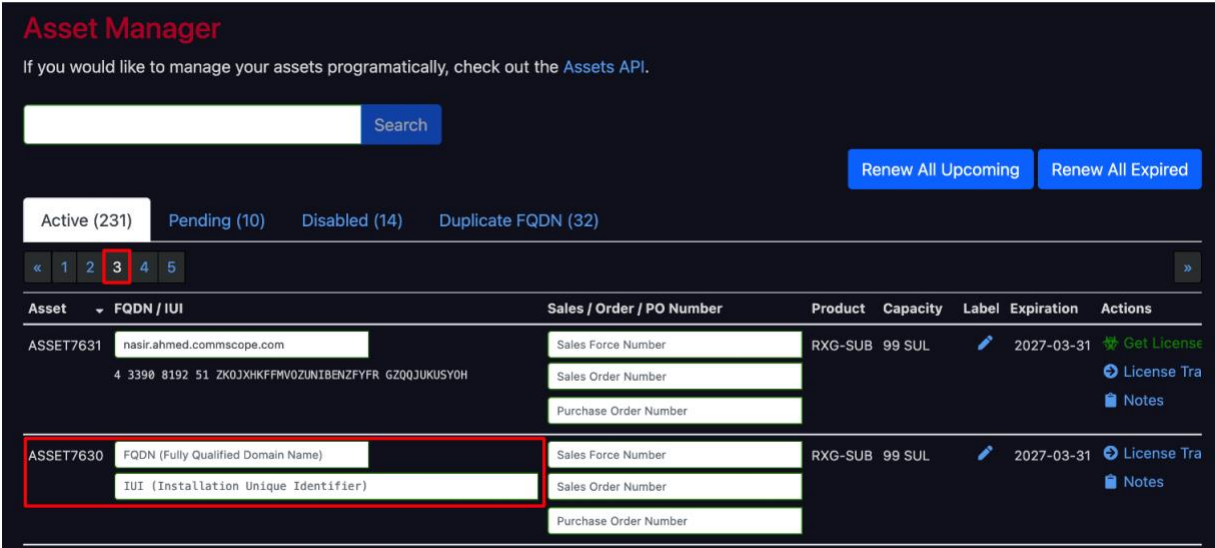 Asset Manager
If you would like to manage your assets programatically, check out the Assets API.
Search
Renew All Upcoming Renew All Expired
Active (231) Pending (10) Disabled (14) Duplicate FQDN (32)
« 1 2 3 4 5 »
Asset FQDN / IUI Sales / Order / PO Number Product Capacity Label Expiration Actions
ASSET7631 nasir.ahmed.commscope.com Sales Force Number RXG-SUB 99 SUL 2027-03-31 Get License
4 3390 8192 51 ZKOJXHKFFMVOZUNIBENZFYFR GZQQJUKUSYOH Sales Order Number License Tra
Purchase Order Number Notes
ASSET7630 FQDN (Fully Qualified Domain Name) Sales Force Number RXG-SUB 99 SUL 2027-03-31 License Tra
IUI (Installation Unique Identifier) Sales Order Number Notes
Purchase Order Number